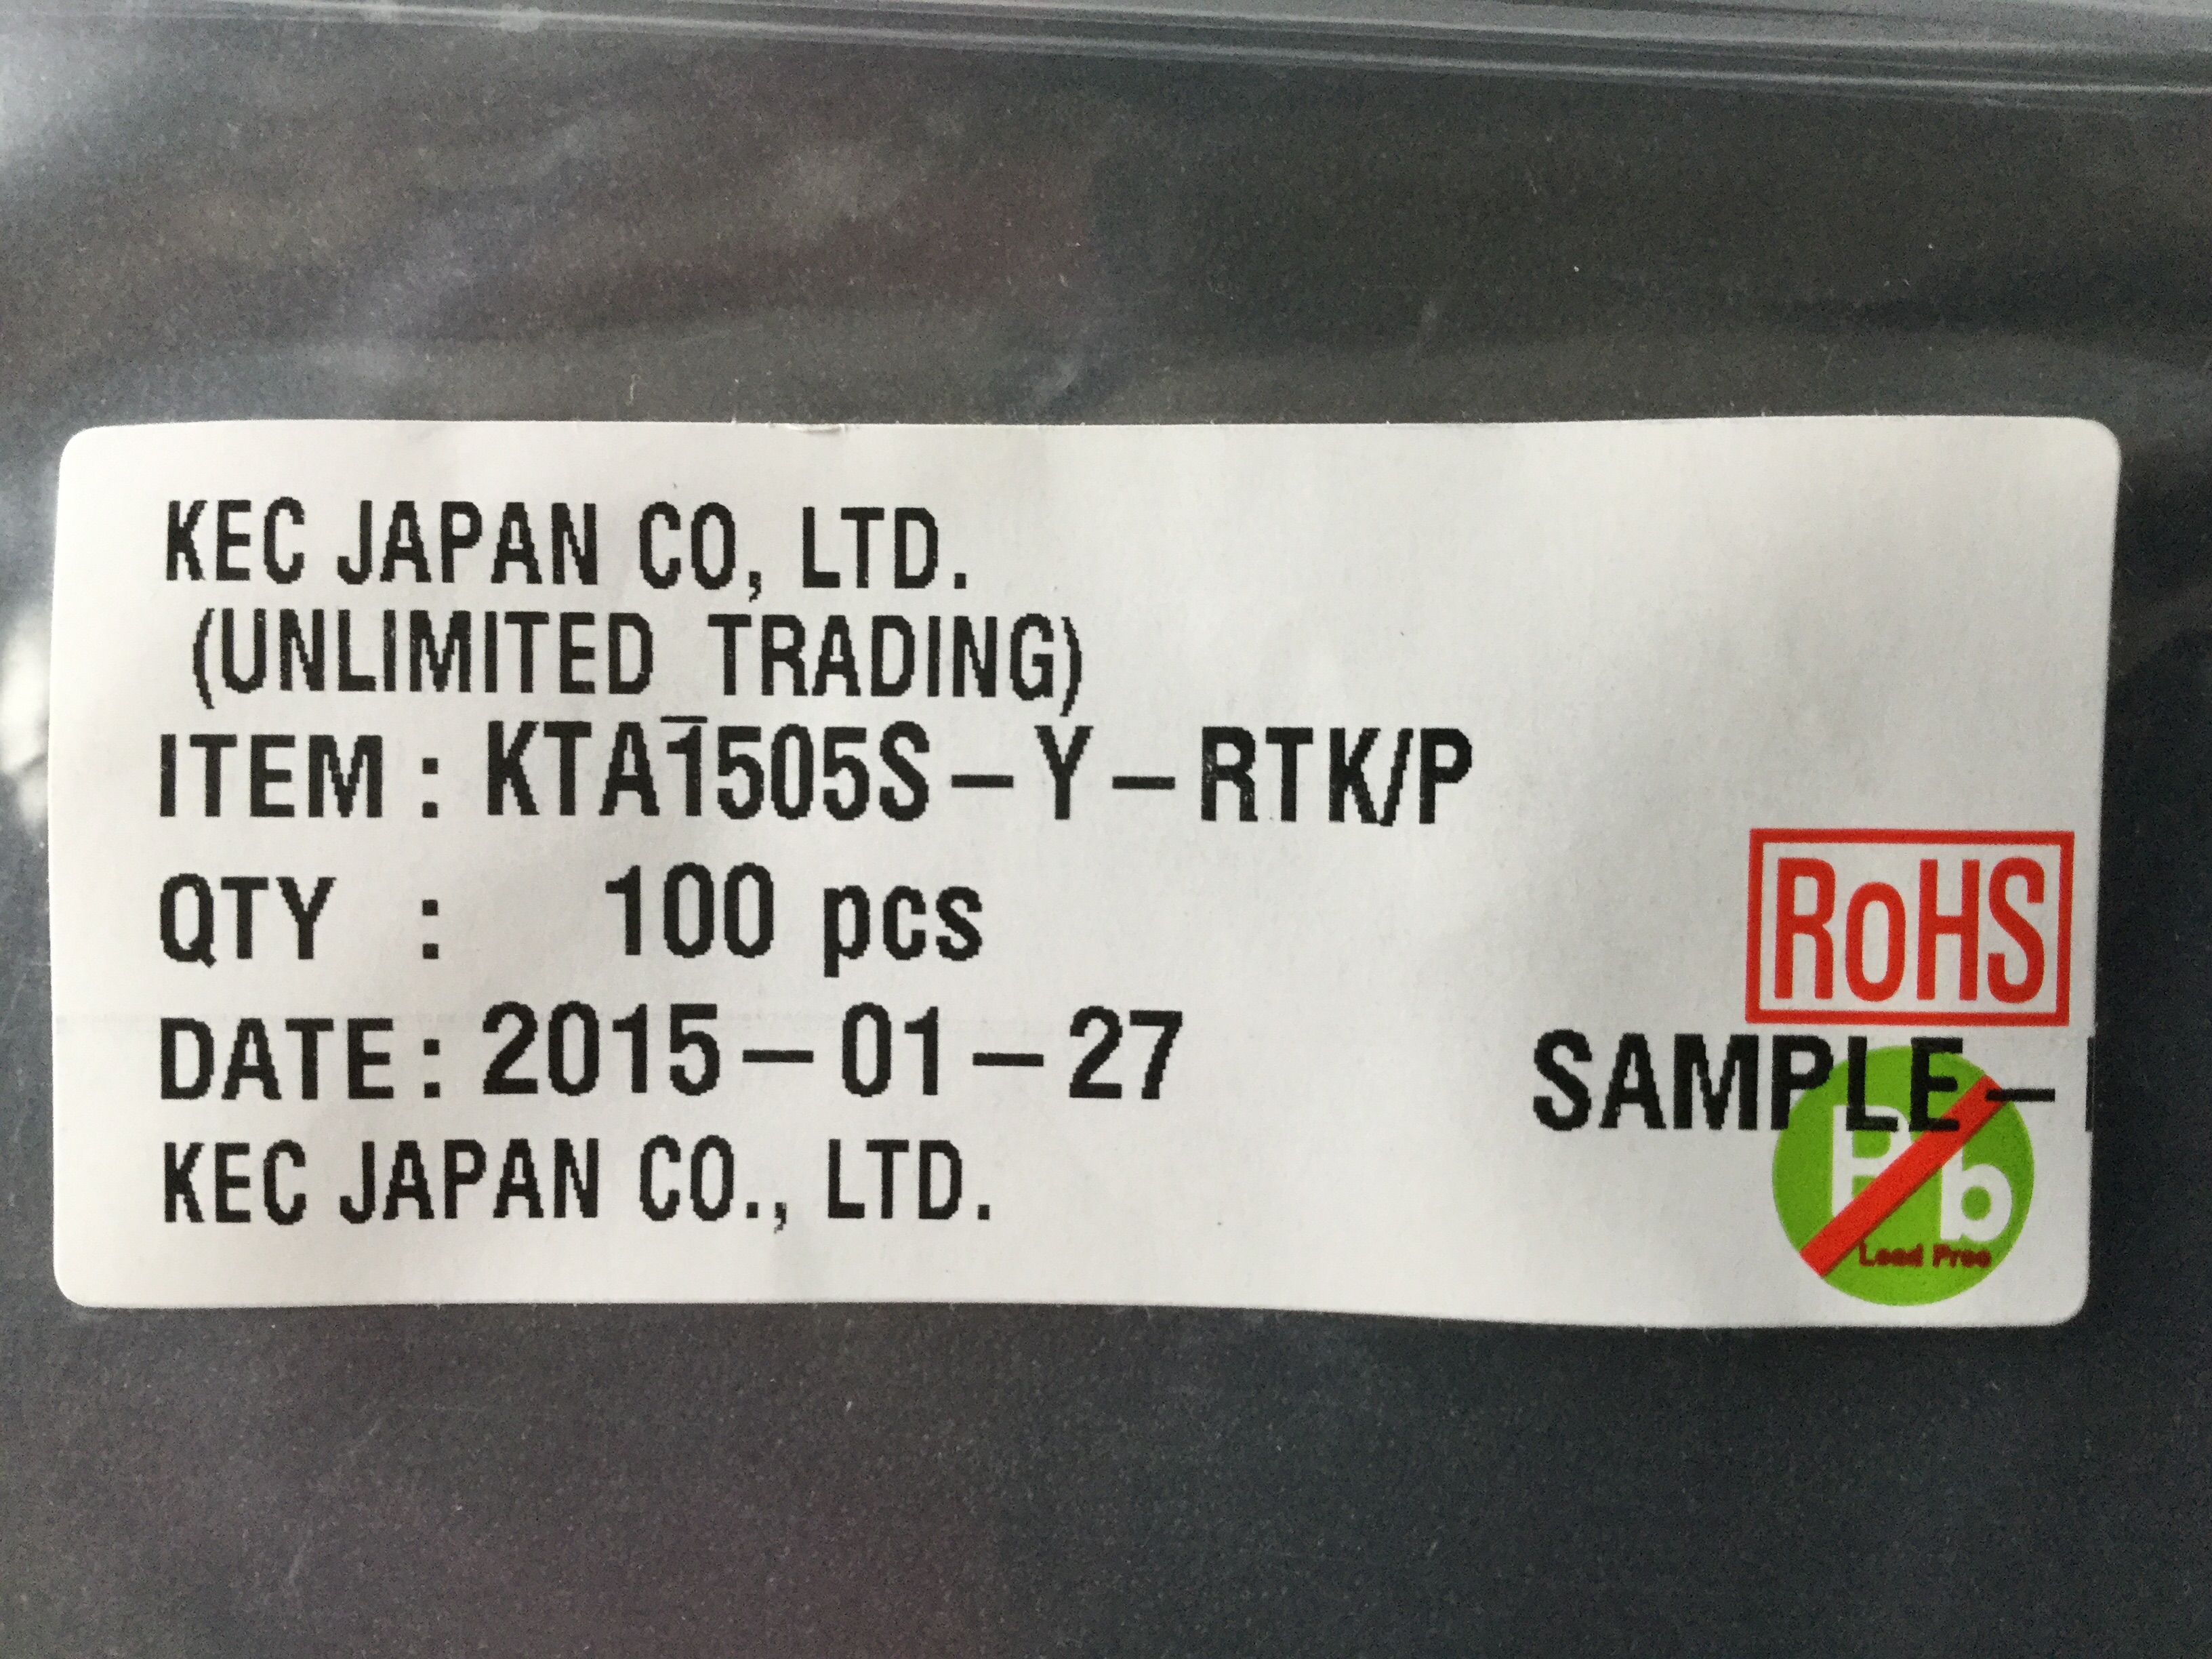 KEC JAPAN CO, LTD.
(UNLIMITED TRADING)
ITEM : KTA1505S-Y-RTK/P
QTY : 100 pcs
DATE : 2015-01-27
KEC JAPAN CO., LTD.
RoHS
SAMPLE-
Pb
Lead Free